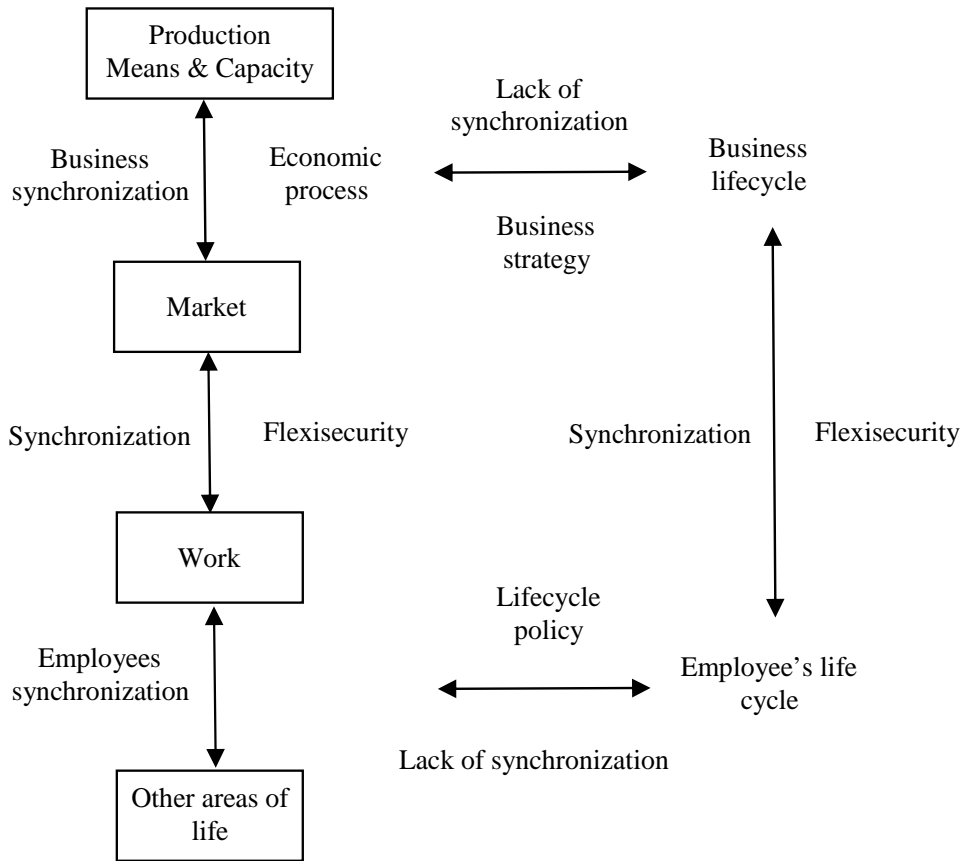 Production
Means & Capacity
Lack of
synchronization
Business
synchronization
Economic
process
Business
lifecycle
Business
strategy
Market
Synchronization
Flexisecurity
Synchronization
Flexisecurity
Work
Lifecycle
policy
Employees
synchronization
Employee’s life
cycle
Lack of synchronization
Other areas of
life